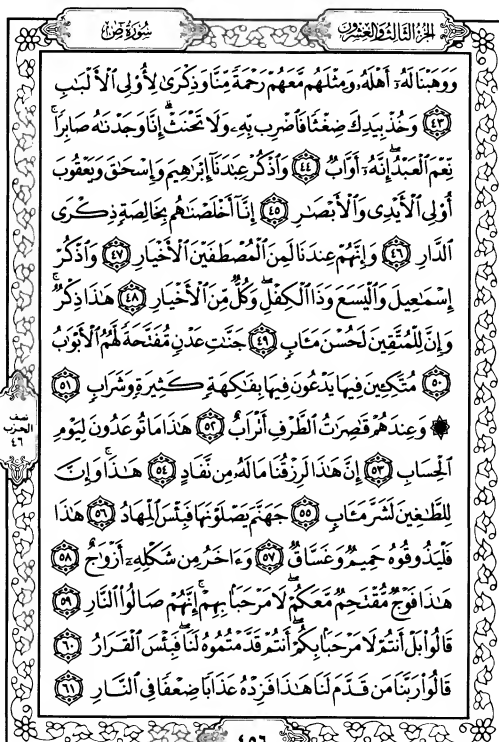 الجزء الثالث والعشرون
سورة ص
وَوَهَبْنَا لَهُۥٓ أَهْلَهُۥ وَمِثْلَهُم مَّعَهُمْ رَحْمَةً مِّنَّا وَذِكْرَىٰ لِأُو۟لِى ٱلْأَلْبَٰبِ
٤٣ وَخُذْ بِيَدِكَ ضِغْثًا فَٱضْرِب بِّهِۦ وَلَا تَحْنَثْ ۗ إِنَّا وَجَدْنَٰهُ صَابِرًا ۚ
نِّعْمَ ٱلْعَبْدُ ۖ إِنَّهُۥٓ أَوَّابٌ ٤٤ وَٱذْكُرْ عِبَٰدَنَآ إِبْرَٰهِيمَ وَإِسْحَٰقَ وَيَعْقُوبَ
أُو۟لِى ٱلْأَيْدِى وَٱلْأَبْصَٰرِ ٤٥ إِنَّآ أَخْلَصْنَٰهُم بِخَالِصَةٍ ذِكْرَى
ٱلدَّارِ ٤٦ وَإِنَّهُمْ عِندَنَا لَمِنَ ٱلْمُصْطَفَيْنَ ٱلْأَخْيَارِ ٤٧ وَٱذْكُرْ
إِسْمَٰعِيلَ وَٱلْيَسَعَ وَذَا ٱلْكِفْلِ ۖ وَكُلٌّ مِّنَ ٱلْأَخْيَارِ ٤٨ هَٰذَا ذِكْرٌ ۚ
وَإِنَّ لِلْمُتَّقِينَ لَحُسْنَ مَـَٔابٍ ٤٩ جَنَّٰتِ عَدْنٍ مُّفَتَّحَةً لَّهُمُ ٱلْأَبْوَٰبُ
٥٠ مُتَّكِـِٔينَ فِيهَا يَدْعُونَ فِيهَا بِفَٰكِهَةٍ كَثِيرَةٍ وَشَرَابٍ ٥١
۞ وَعِندَهُمْ قَٰصِرَٰتُ ٱلطَّرْفِ أَتْرَابٌ ٥٢ هَٰذَا مَا تُوعَدُونَ لِيَوْمِ
ٱلْحِسَابِ ٥٣ إِنَّ هَٰذَا لَرِزْقُنَا مَا لَهُۥ مِن نَّفَادٍ ٥٤ هَٰذَا ۚ وَإِنَّ
لِلطَّٰغِينَ لَشَرَّ مَـَٔابٍ ٥٥ جَهَنَّمَ يَصْلَوْنَهَا فَبِئْسَ ٱلْمِهَادُ ٥٦ هَٰذَا
فَلْيَذُوقُوهُ حَمِيمٌ وَغَسَّاقٌ ٥٧ وَءَاخَرُ مِن شَكْلِهِۦٓ أَزْوَٰجٌ ٥٨
هَٰذَا فَوْجٌ مُّقْتَحِمٌ مَّعَكُمْ ۖ لَا مَرْحَبًۢا بِهِمْ ۚ إِنَّهُمْ صَالُوا۟ ٱلنَّارِ ٥٩
قَالُوا۟ بَلْ أَنتُمْ لَا مَرْحَبًۢا بِكُمْ ۖ أَنتُمْ قَدَّمْتُمُوهُ لَنَا ۖ فَبِئْسَ ٱلْقَرَارُ ٦٠
قَالُوا۟ رَبَّنَا مَن قَدَّمَ لَنَا هَٰذَا فَزِدْهُ عَذَابًا ضِعْفًا فِى ٱلنَّارِ ٦١
نصف
الحزب
٤٦
٤٥٦